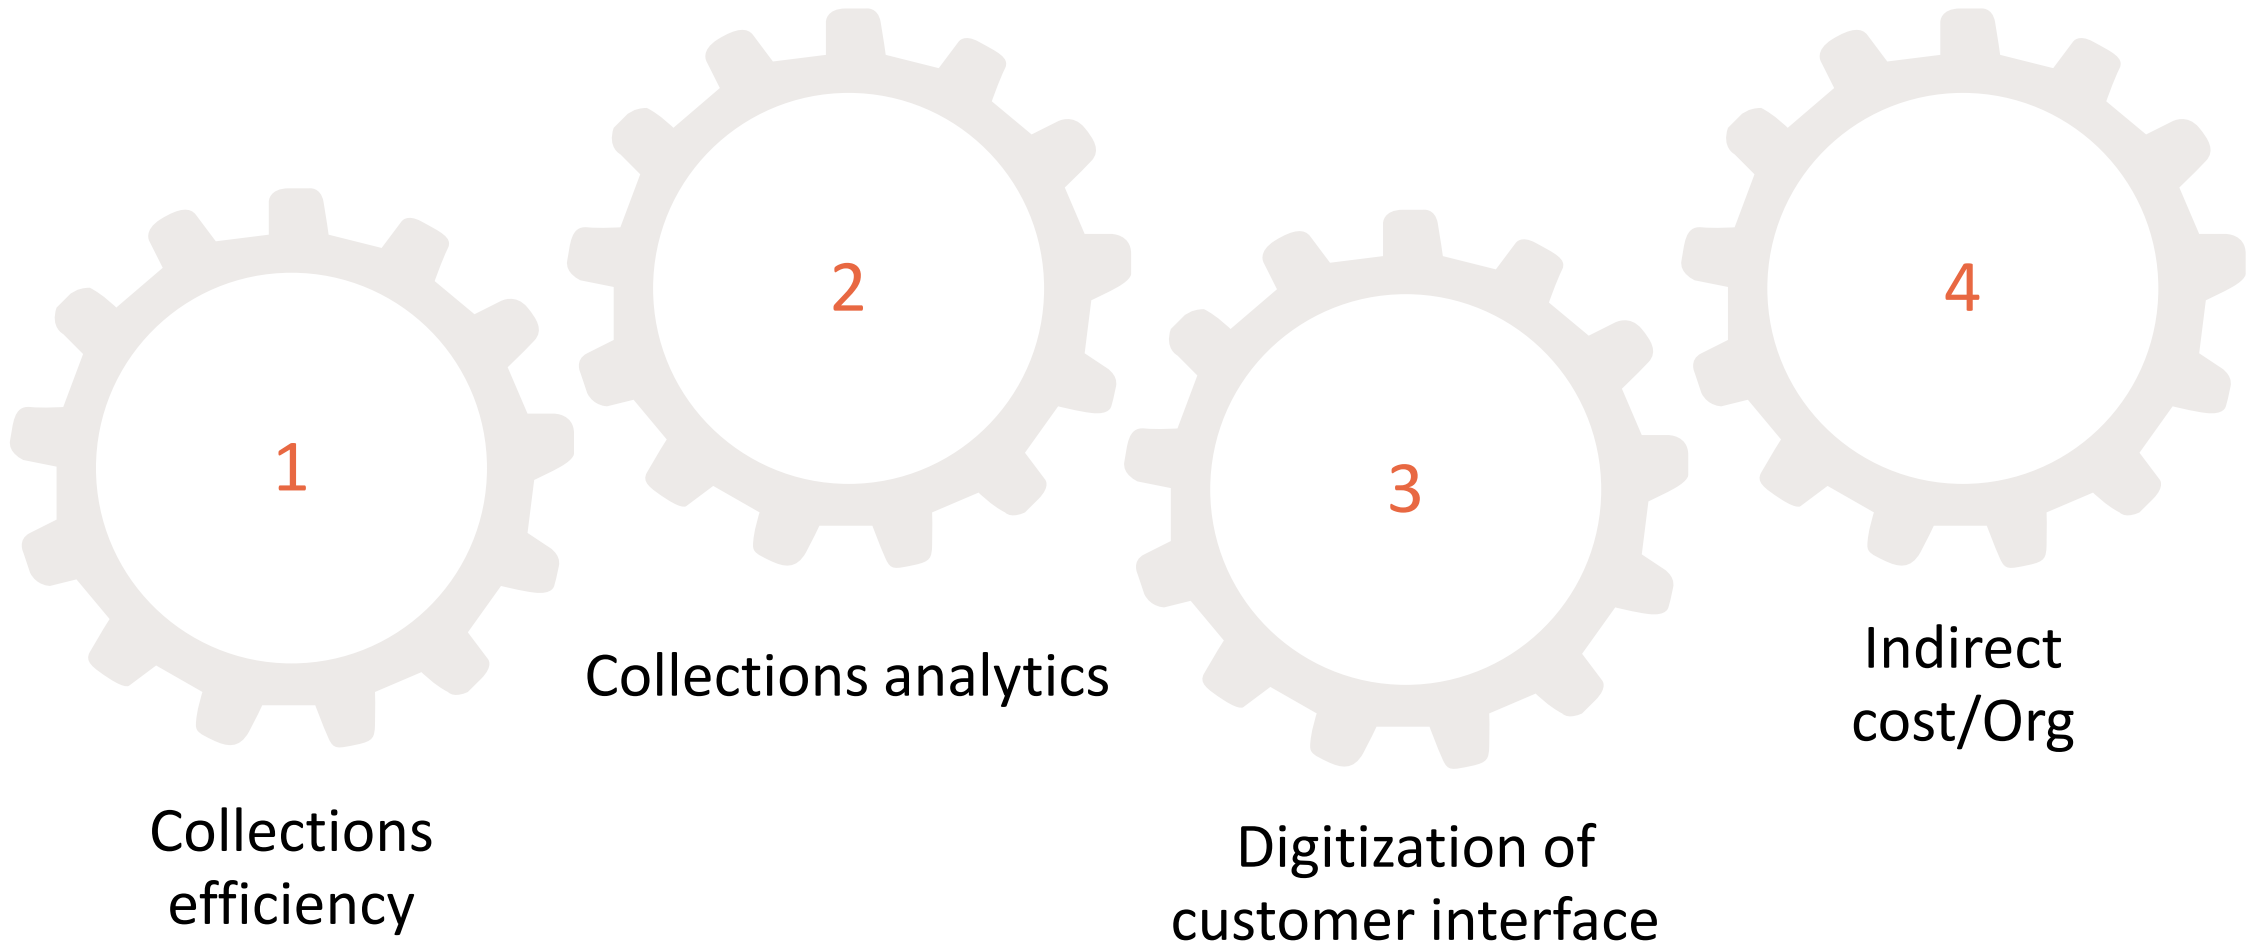 1
Collections
efficiency
2
Collections analytics
3
Digitization of
customer interface
4
Indirect
cost/Org